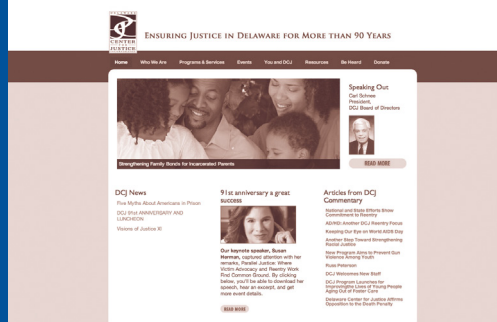 DELAWARE
CENTER
FOR
JUSTICE
ENSURING JUSTICE IN DELAWARE FOR MORE THAN 90 YEARS
Home Who We Are Programs & Services Events You and DCJ Resources Be Heard Donate
Speaking Out
Carl Schnee
President,
DCJ Board of Directors
READ MORE
Strengthening Family Bonds for Incarcerated Parents
DCJ News
Five Myths About Americans in Prison
DCJ 91st ANNIVERSARY AND
LUNCHEON
Visions of Justice XI
91st anniversary a great
SUCCESS
Our keynote speaker, Susan
Herman, captured attention with her
remarks, Parallel Justice: Where
Victim Advocacy and Reentry Work
Find Common Ground. By clicking
below, you'll be able to download her
speech, hear an excerpt, and get
more event details.
READ MORE
Articles from DCJ
Commentary
National and State Efforts Show
Commitment to Reentry
Another DCJ Reentry Focus
Keeping Our Eye on World AIDS Day
Another Step Toward Strengthening
Racial Justice
New Program Aims to Prevent Gun
Violence Among Youth
Russ Peterson
DCJ Welcomes New Staff
DCJ Program Launches for
Improving the Lives of Young People
Aging Out of Foster Care
Delaware Center for Justice Affirms
Opposition to the Death Penalty